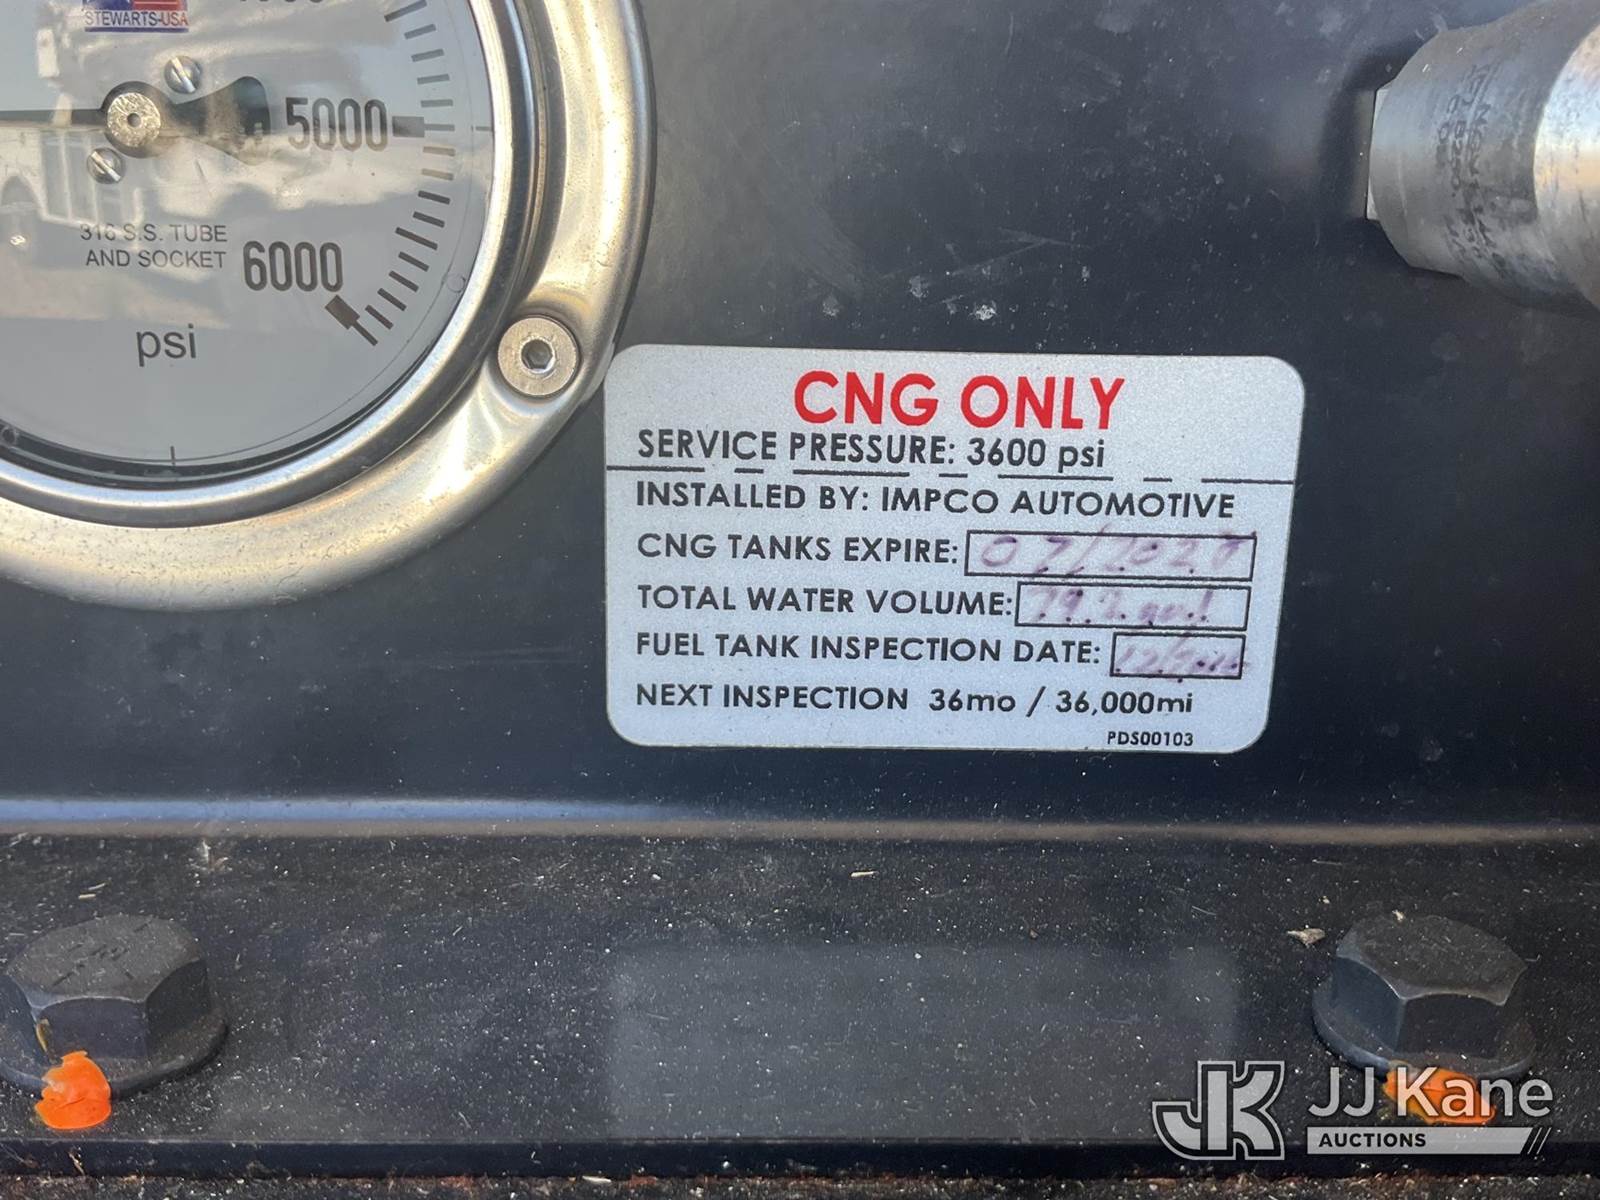 STEWARTS-USA
5000
316 S.S. TUBE
AND SOCKET
6000
psi
CNG ONLY
SERVICE PRESSURE: 3600 psi
INSTALLED BY: IMPCO AUTOMOTIVE
CNG TANKS EXPIRE:
TOTAL WATER VOLUME:
FUEL TANK INSPECTION DATE:
NEXT INSPECTION 36mo / 36,000mi
PDS00103
JK
JJ Kane
AUCTIONS